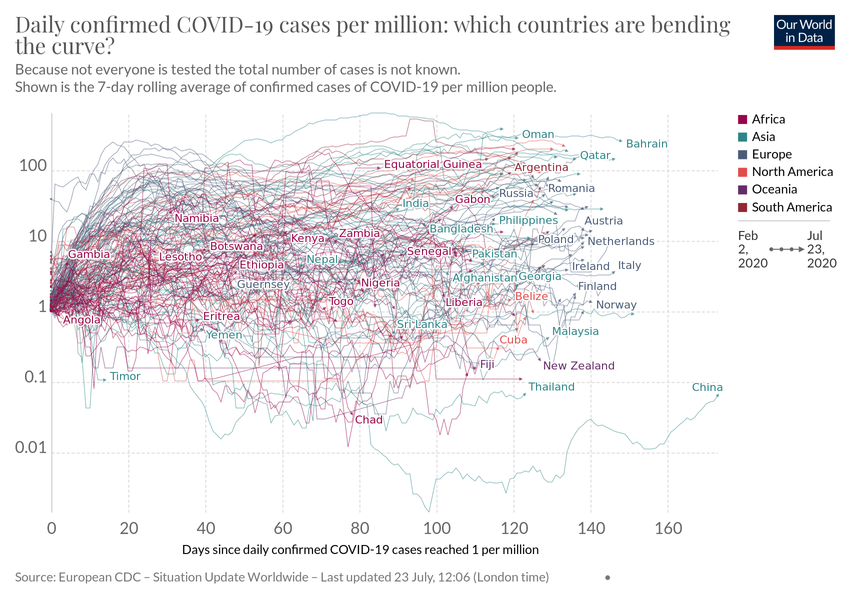 Daily confirmed COVID-19 cases per million: which countries are bending
the curve?
Our World
in Data
Because not everyone is tested the total number of cases is not known.
Shown is the 7-day rolling average of confirmed cases of COVID-19 per million people.
Africa
Asia
Europe
North America
Oceania
South America
Feb
2,
2020
Jul
23,
2020
100
10
1
0.1
0.01
Oman
Bahrain
Qatar
Equatorial Guinea
Argentina
Russia
Romania
India
Gabon
Namibia
Philippines
Austria
Bangladesh
Kenya
Zambia
Poland
Netherlands
Botswana
Gambia
Lesotho
Senegal
Pakistan
Nepal
Ethiopia
Ireland
Italy
Guernsey
Nigeria
Afghanistan
Georgia
Finland
Togo
Liberia
Belize
Norway
Angola
Eritrea
Sri Lanka
Yemen
Malaysia
Cuba
Fiji
New Zealand
Timor
Thailand
China
Chad
0
20
40
60
80
100
120
140
160
Days since daily confirmed COVID-19 cases reached 1 per million
Source: European CDC – Situation Update Worldwide – Last updated 23 July, 12:06 (London time)